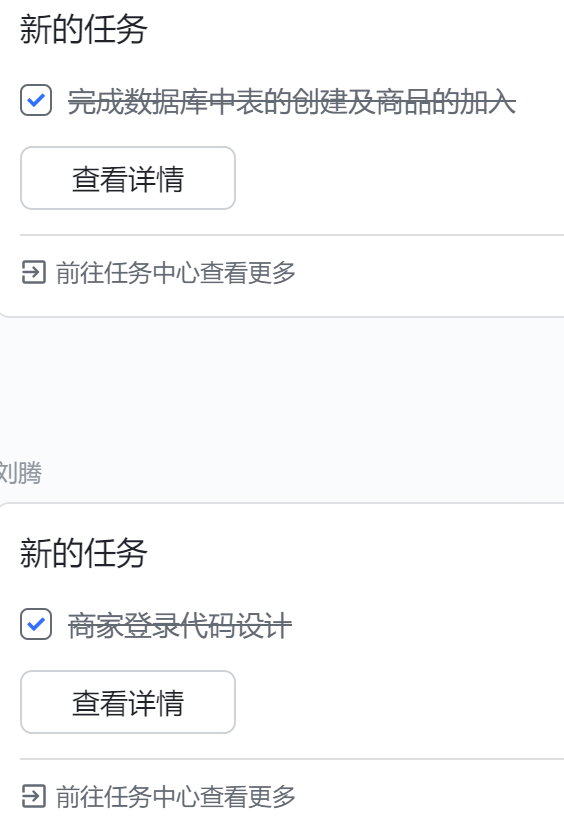 新的任务
完成数据库中表的创建及商品的加入
查看详情
前往任务中心查看更多
刘腾
新的任务
商家登录代码设计
查看详情
前往任务中心查看更多